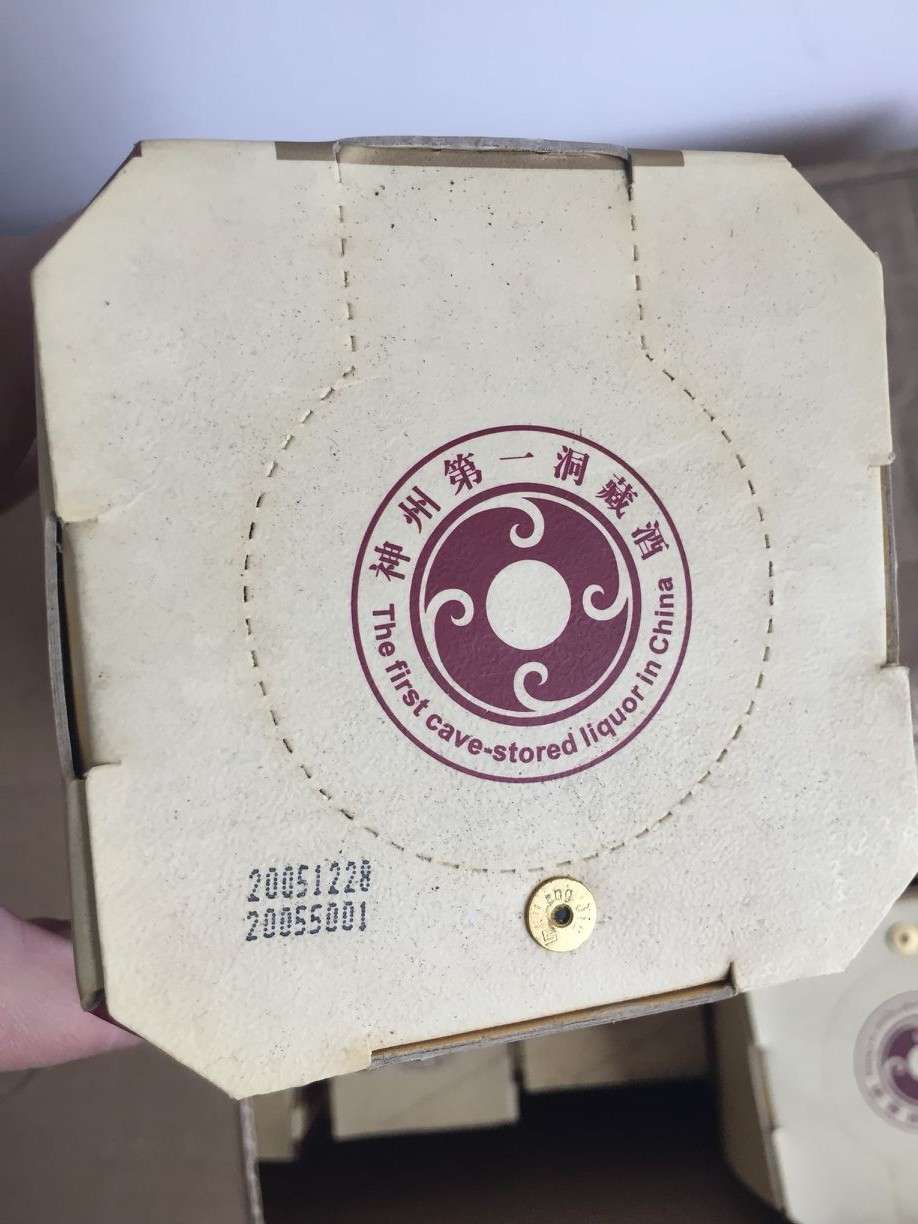 神州第一洞藏酒
The first cave-stored liquor in China
20051228
20055001